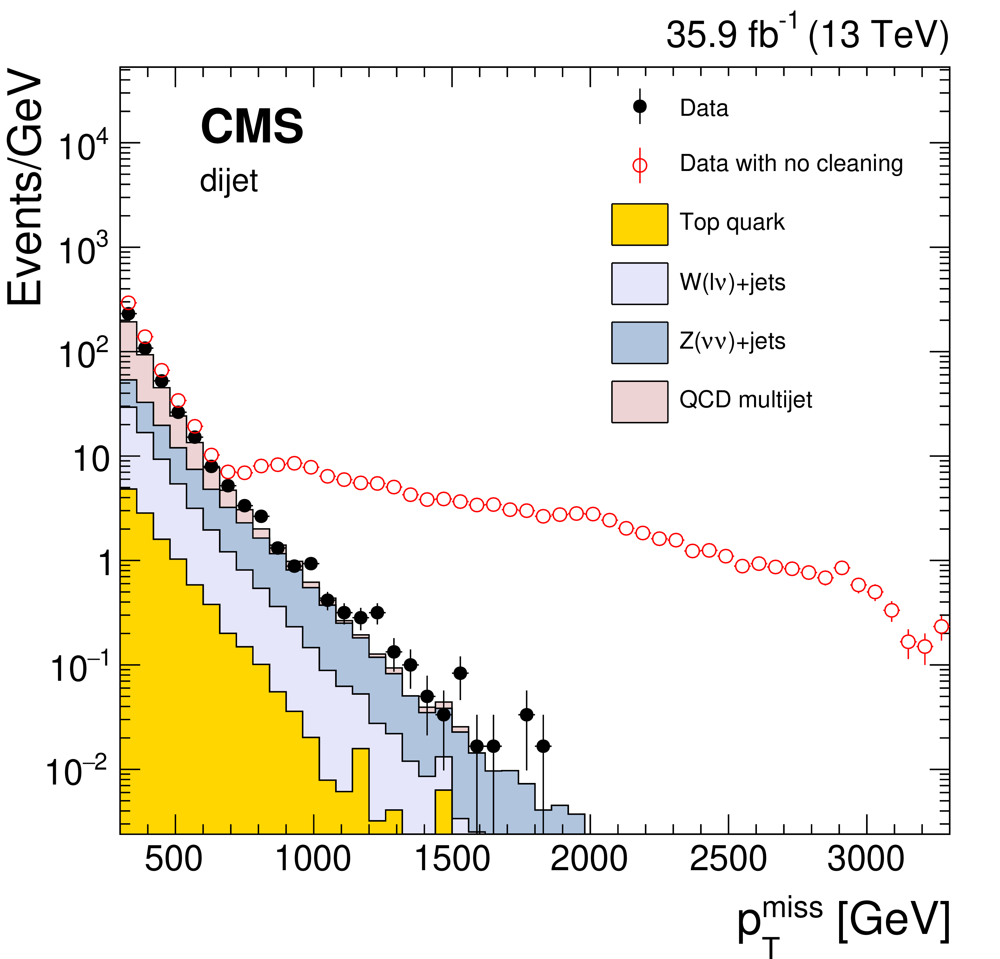 35.9 fb⁻¹ (13 TeV)
Events/GeV
CMS
dijet
Data
Data with no cleaning
Top quark
W(lν)+jets
Z(νν)+jets
QCD multijet
10⁴
10³
10²
10
1
10⁻¹
10⁻²
500 1000 1500 2000 2500 3000
p_T^miss [GeV]